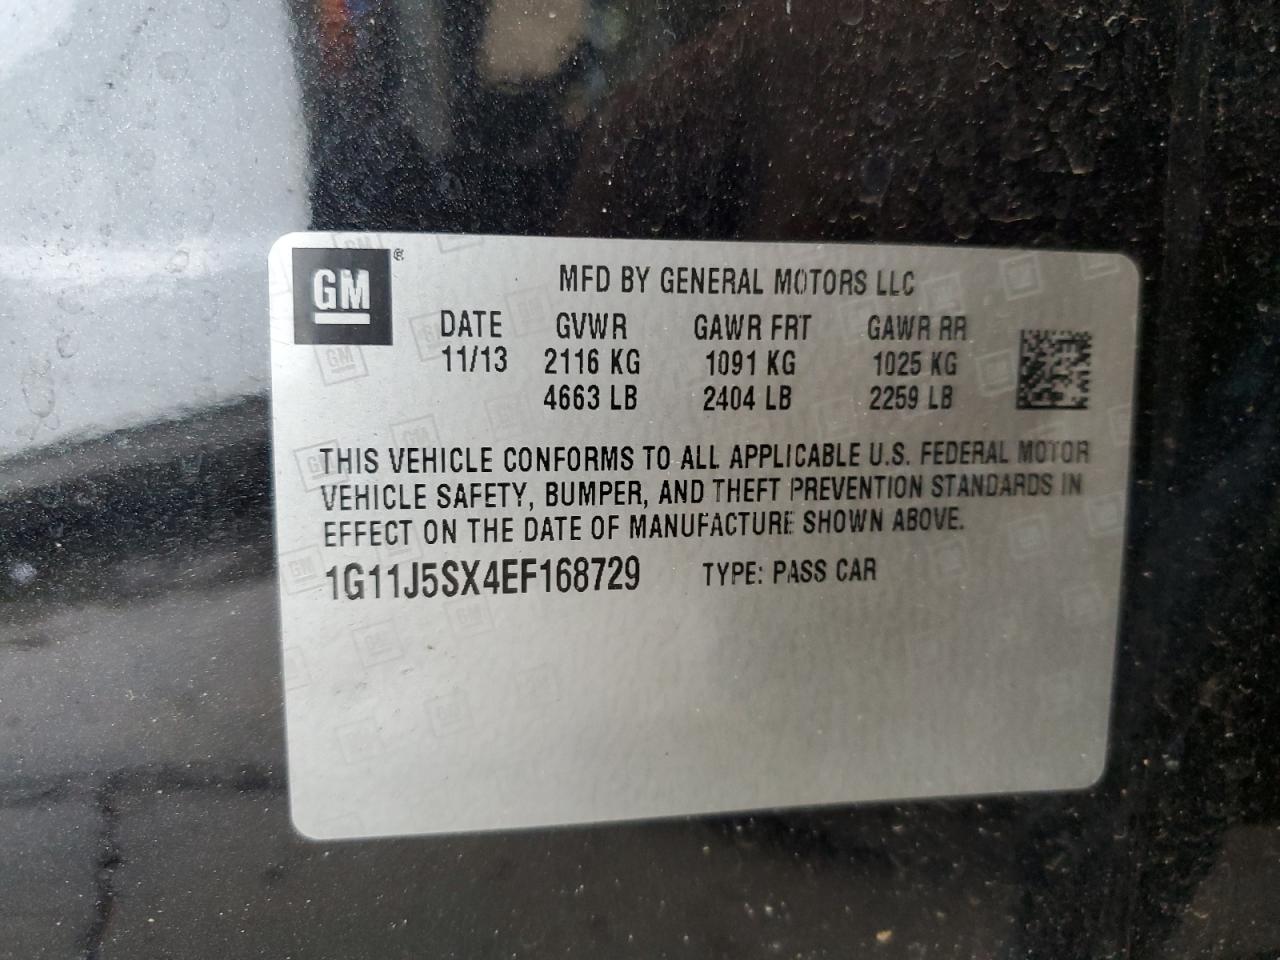 GM ®
MFD BY GENERAL MOTORS LLC
DATE GVWR GAWR FRT GAWR RR
11/13 2116 KG 1091 KG 1025 KG
4663 LB 2404 LB 2259 LB
THIS VEHICLE CONFORMS TO ALL APPLICABLE U.S. FEDERAL MOTOR
VEHICLE SAFETY, BUMPER, AND THEFT PREVENTION STANDARDS IN
EFFECT ON THE DATE OF MANUFACTURE SHOWN ABOVE.
1G11J5SX4EF168729 TYPE: PASS CAR